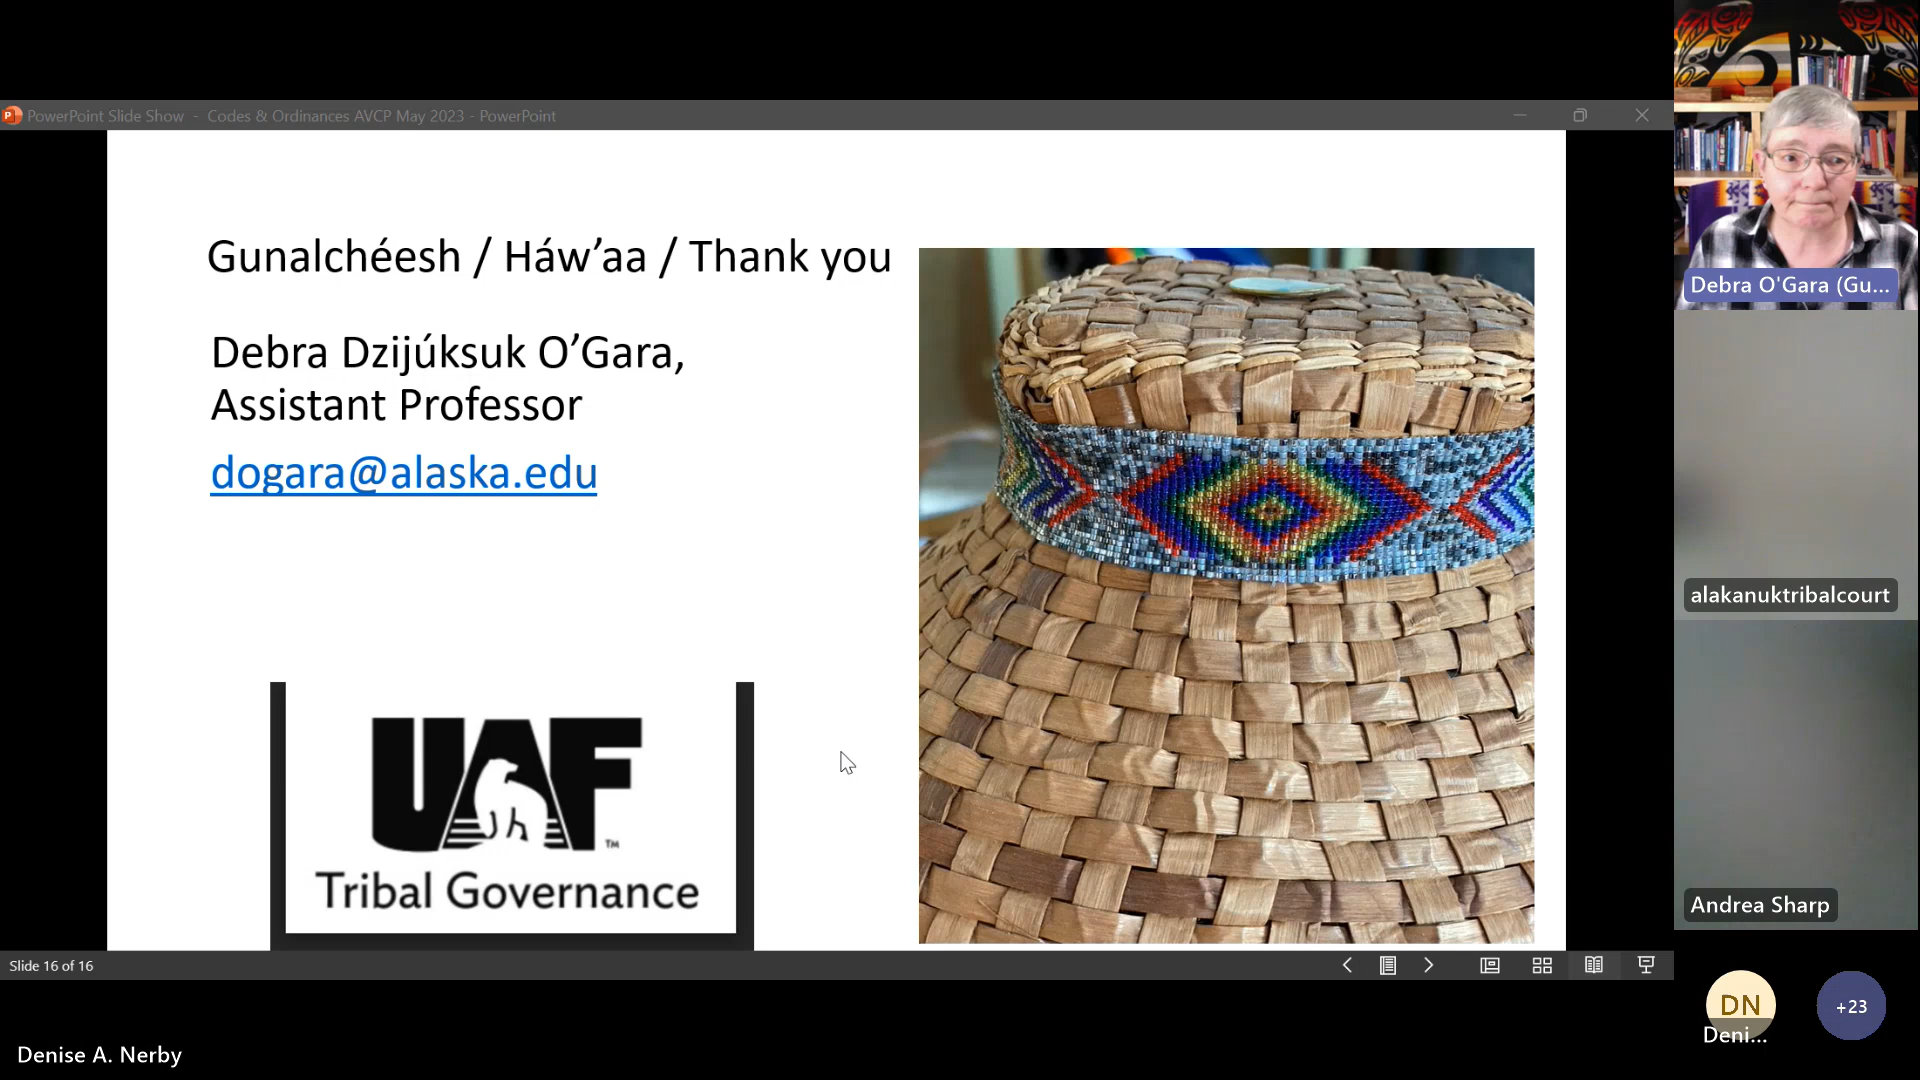 PowerPoint Slide Show - Codes & Ordinances AVCP May 2023 - PowerPoint
Gunalchéesh / Háw’aa / Thank you
Debra Dzijúksuk O’Gara,
Assistant Professor
dogara@alaska.edu
UAF
TM
Tribal Governance
Slide 16 of 16
Debra O'Gara (Gu...
alakanuktribalcourt
Andrea Sharp
DN
Deni...
+23
Denise A. Nerby